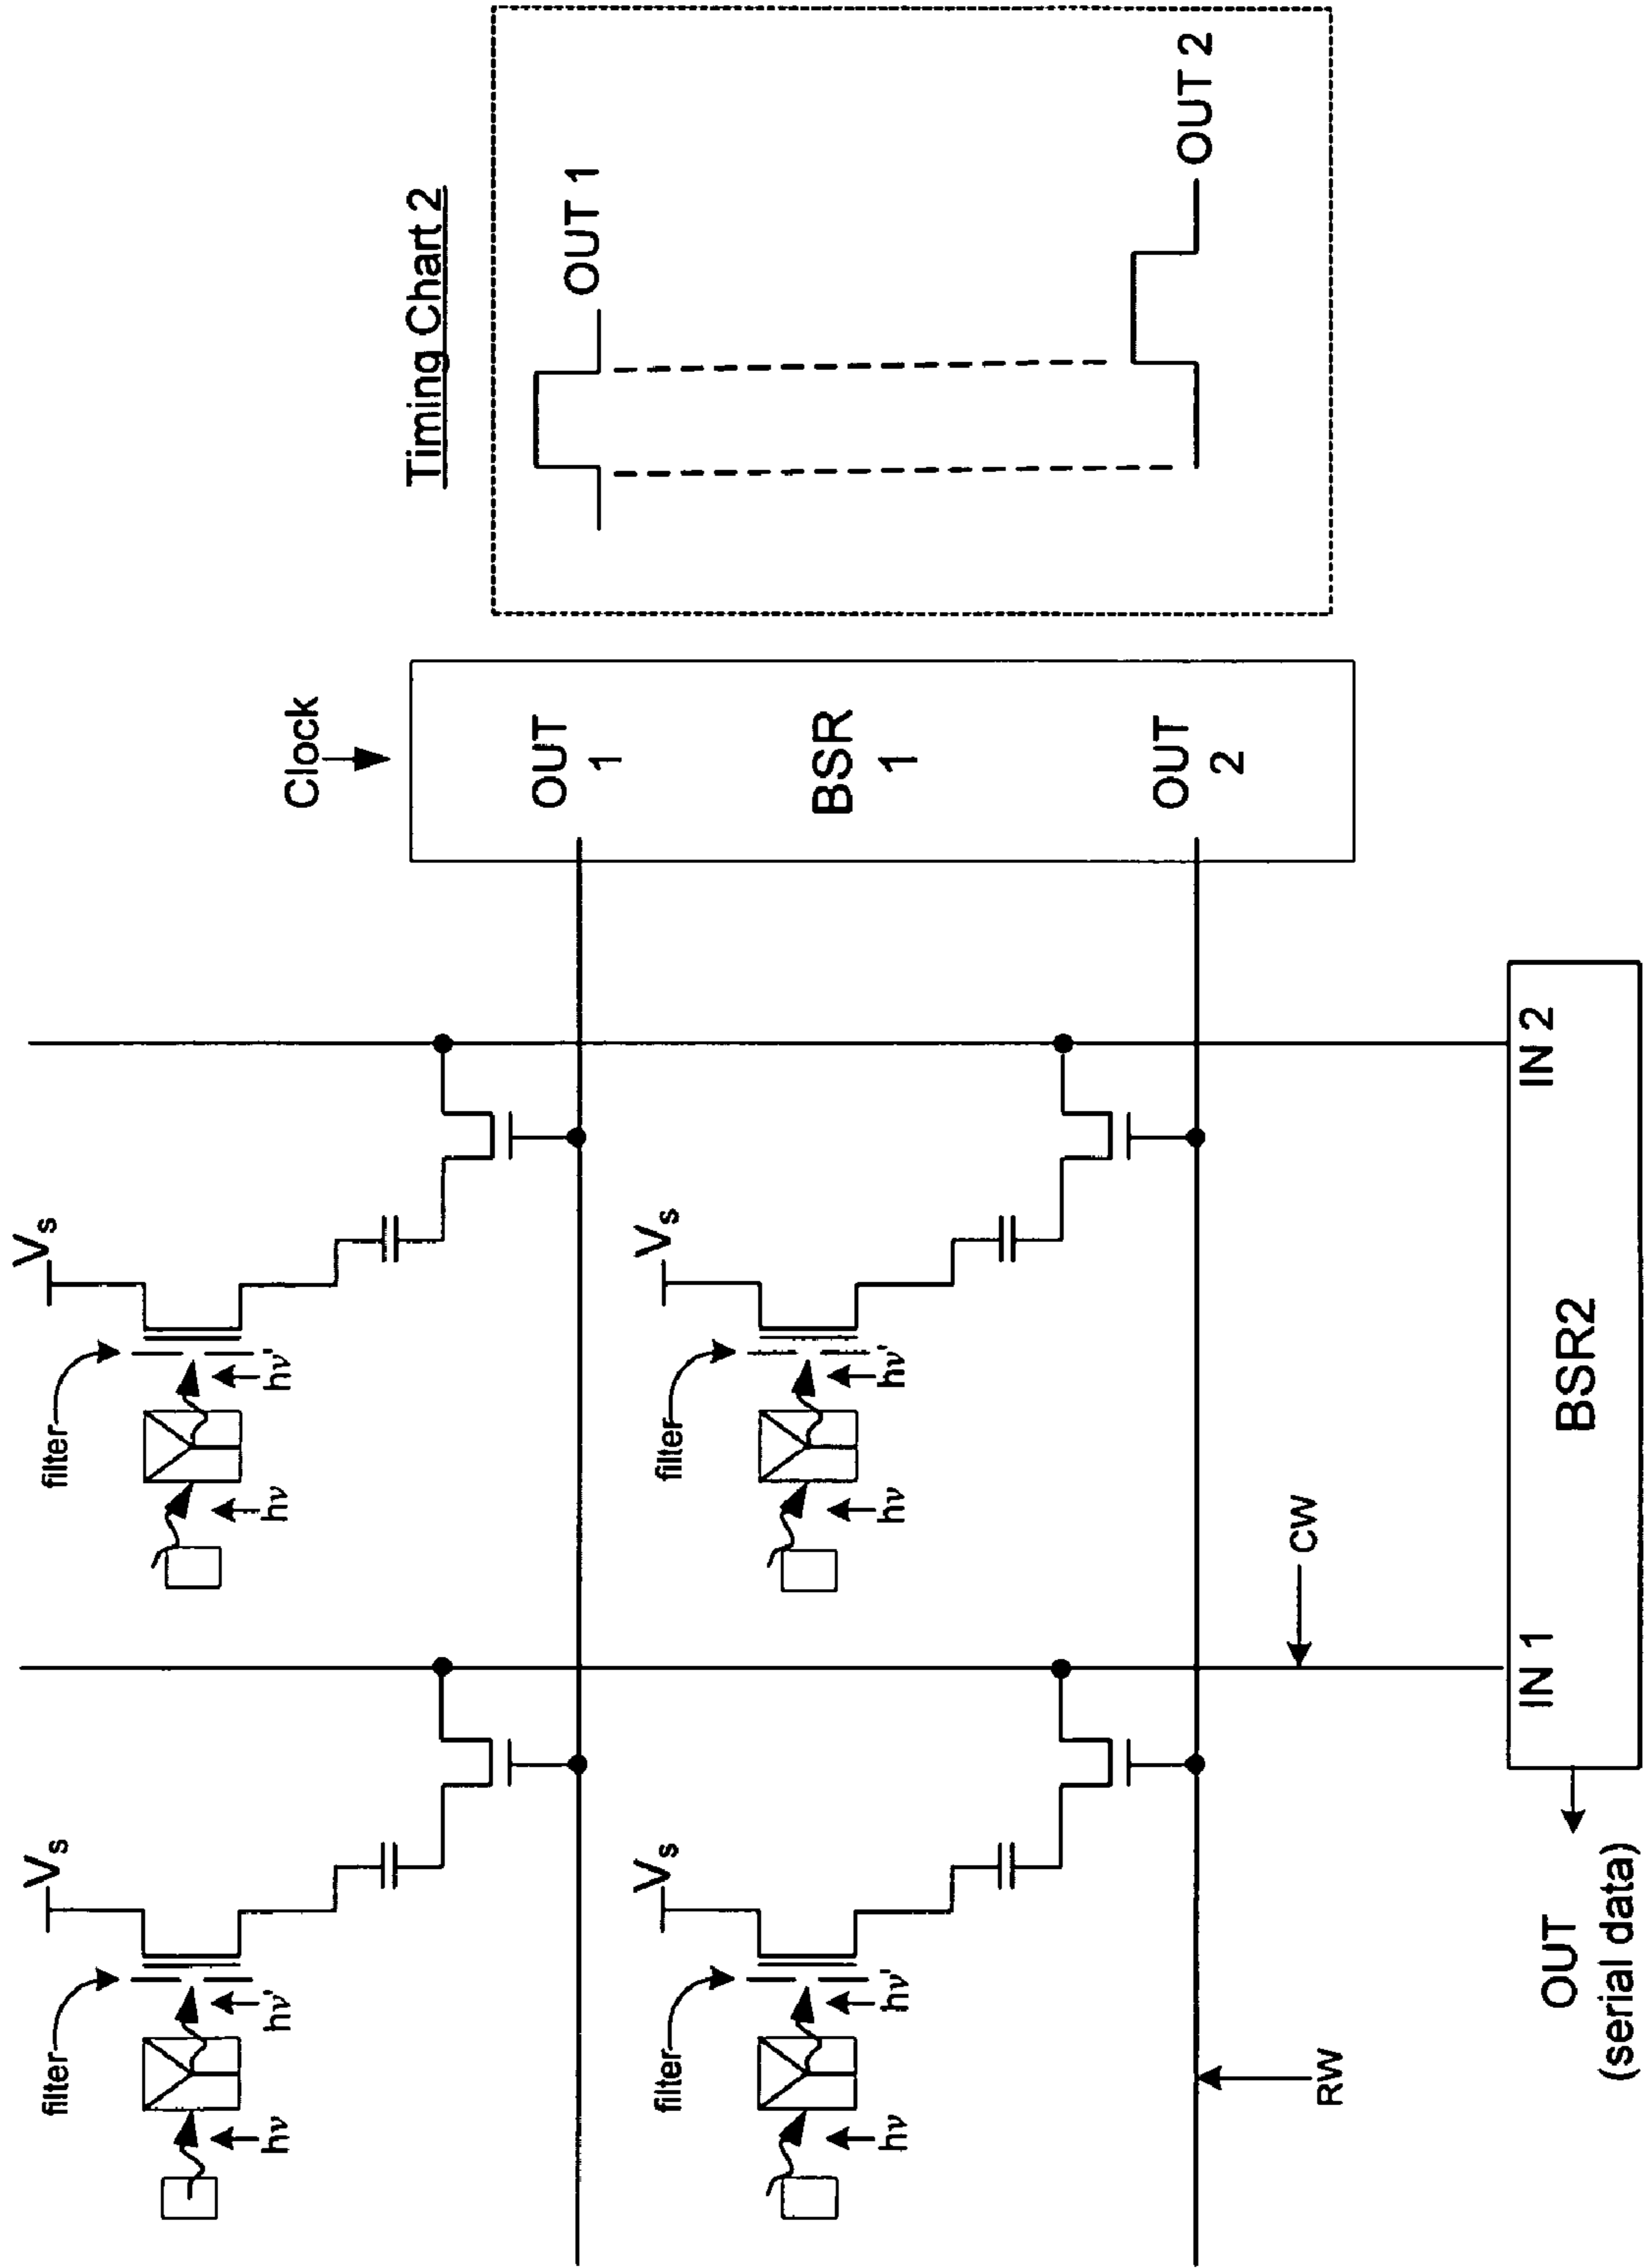 Timing Chart 2
OUT 1
OUT 2
Clock
OUT
1
BSR
1
OUT
2
Vs
filter
hν
hν'
Vs
filter
hν
hν'
Vs
filter
hν
hν'
Vs
filter
hν
hν'
RW
CW
IN 1
IN 2
BSR2
OUT
(serial data)